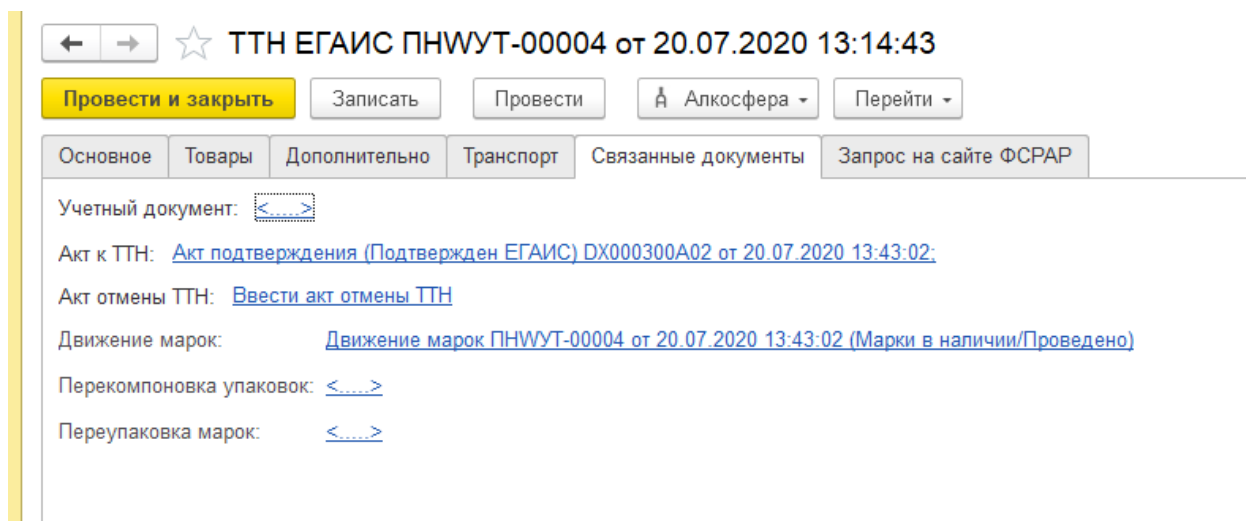 ТТН ЕГАИС ПНWУТ-00004 от 20.07.2020 13:14:43
Провести и закрыть Записать Провести Алкосфера Перейти
Основное Товары Дополнительно Транспорт Связанные документы Запрос на сайте ФСРАР
Учетный документ: <.....>
Акт к ТТН: Акт подтверждения (Подтвержден ЕГАИС) DX000300A02 от 20.07.2020 13:43:02;
Акт отмены ТТН: Ввести акт отмены ТТН
Движение марок: Движение марок ПНWУТ-00004 от 20.07.2020 13:43:02 (Марки в наличии/Проведено)
Перекомпоновка упаковок: <.....>
Переупаковка марок: <.....>